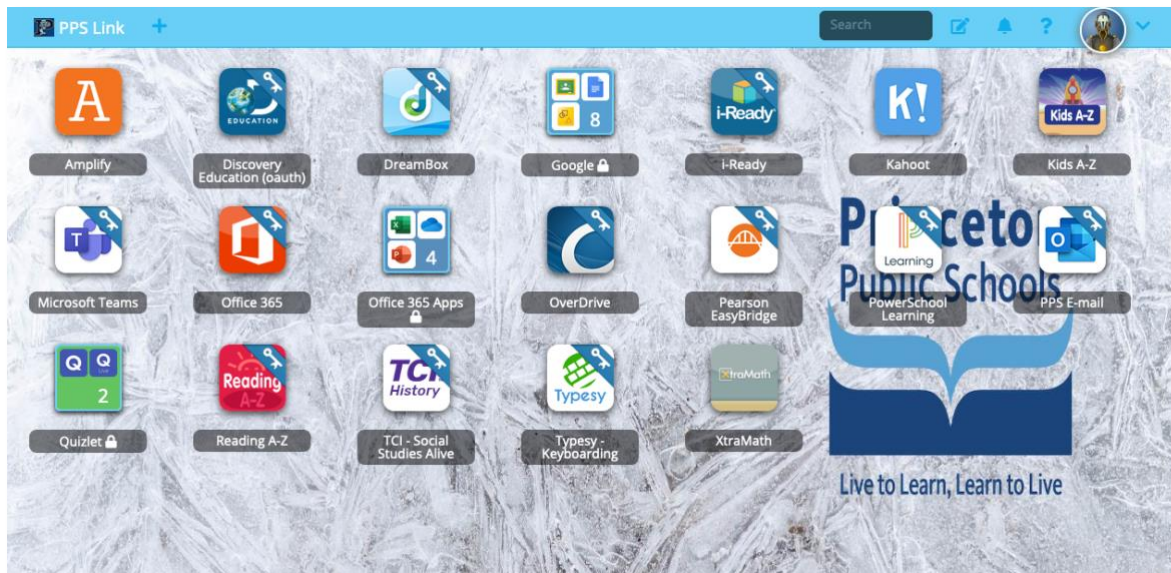 PPS Link +
Search
?
A
EDUCATION
8
i-Ready
K!
Kids A-Z
Amplify
Discovery
Education (oauth)
DreamBox
Google
i-Ready
Kahoot
Kids A-Z
Princeto
Public Schools
T
4
Learning
Microsoft Teams
Office 365
Office 365 Apps
OverDrive
Pearson
EasyBridge
PowerSchool
Learning
PPS E-mail
Q Q
2
Reading
A-Z
TCI
History
Typesy
XtraMath
Quizlet
Reading A-Z
TCI - Social
Studies Alive
Typesy -
Keyboarding
XtraMath
Live to Learn, Learn to Live